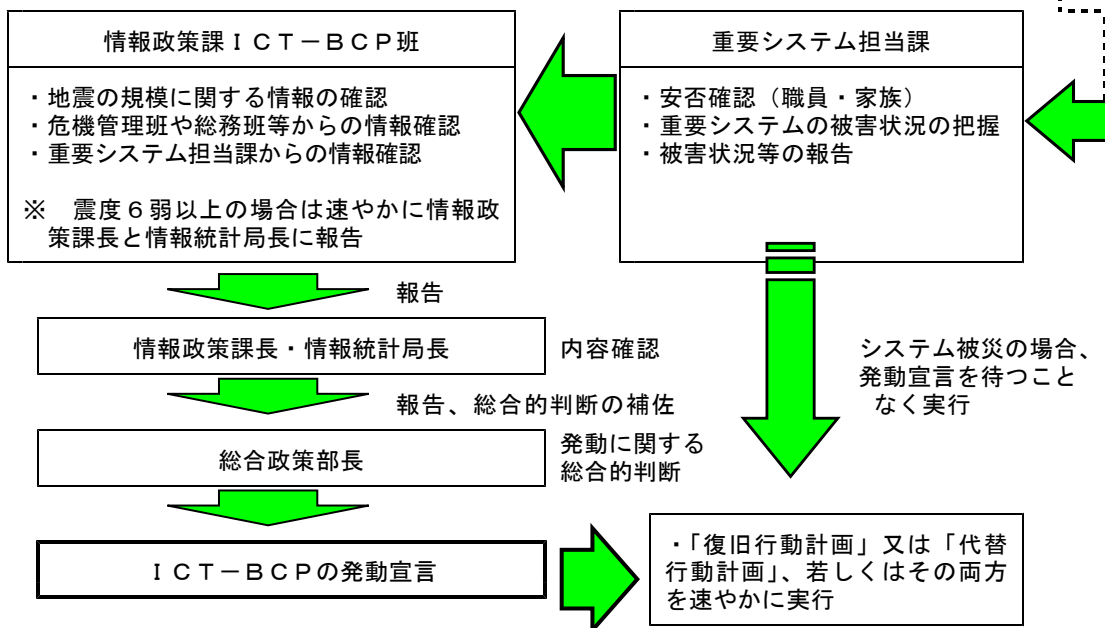 情報政策課ＩＣＴ－ＢＣＰ班
・地震の規模に関する情報の確認
・危機管理班や総務班等からの情報確認
・重要システム担当課からの情報確認
※　震度６弱以上の場合は速やかに情報政
策課長と情報統計局長に報告
重要システム担当課
・安否確認（職員・家族）
・重要システムの被害状況の把握
・被害状況等の報告
報告
情報政策課長・情報統計局長
内容確認
報告、総合的判断の補佐
総合政策部長
発動に関する
総合的判断
ＩＣＴ－ＢＣＰの発動宣言
システム被災の場合、
発動宣言を待つこと
なく実行
・「復旧行動計画」又は「代替
行動計画」、若しくはその両方
を速やかに実行